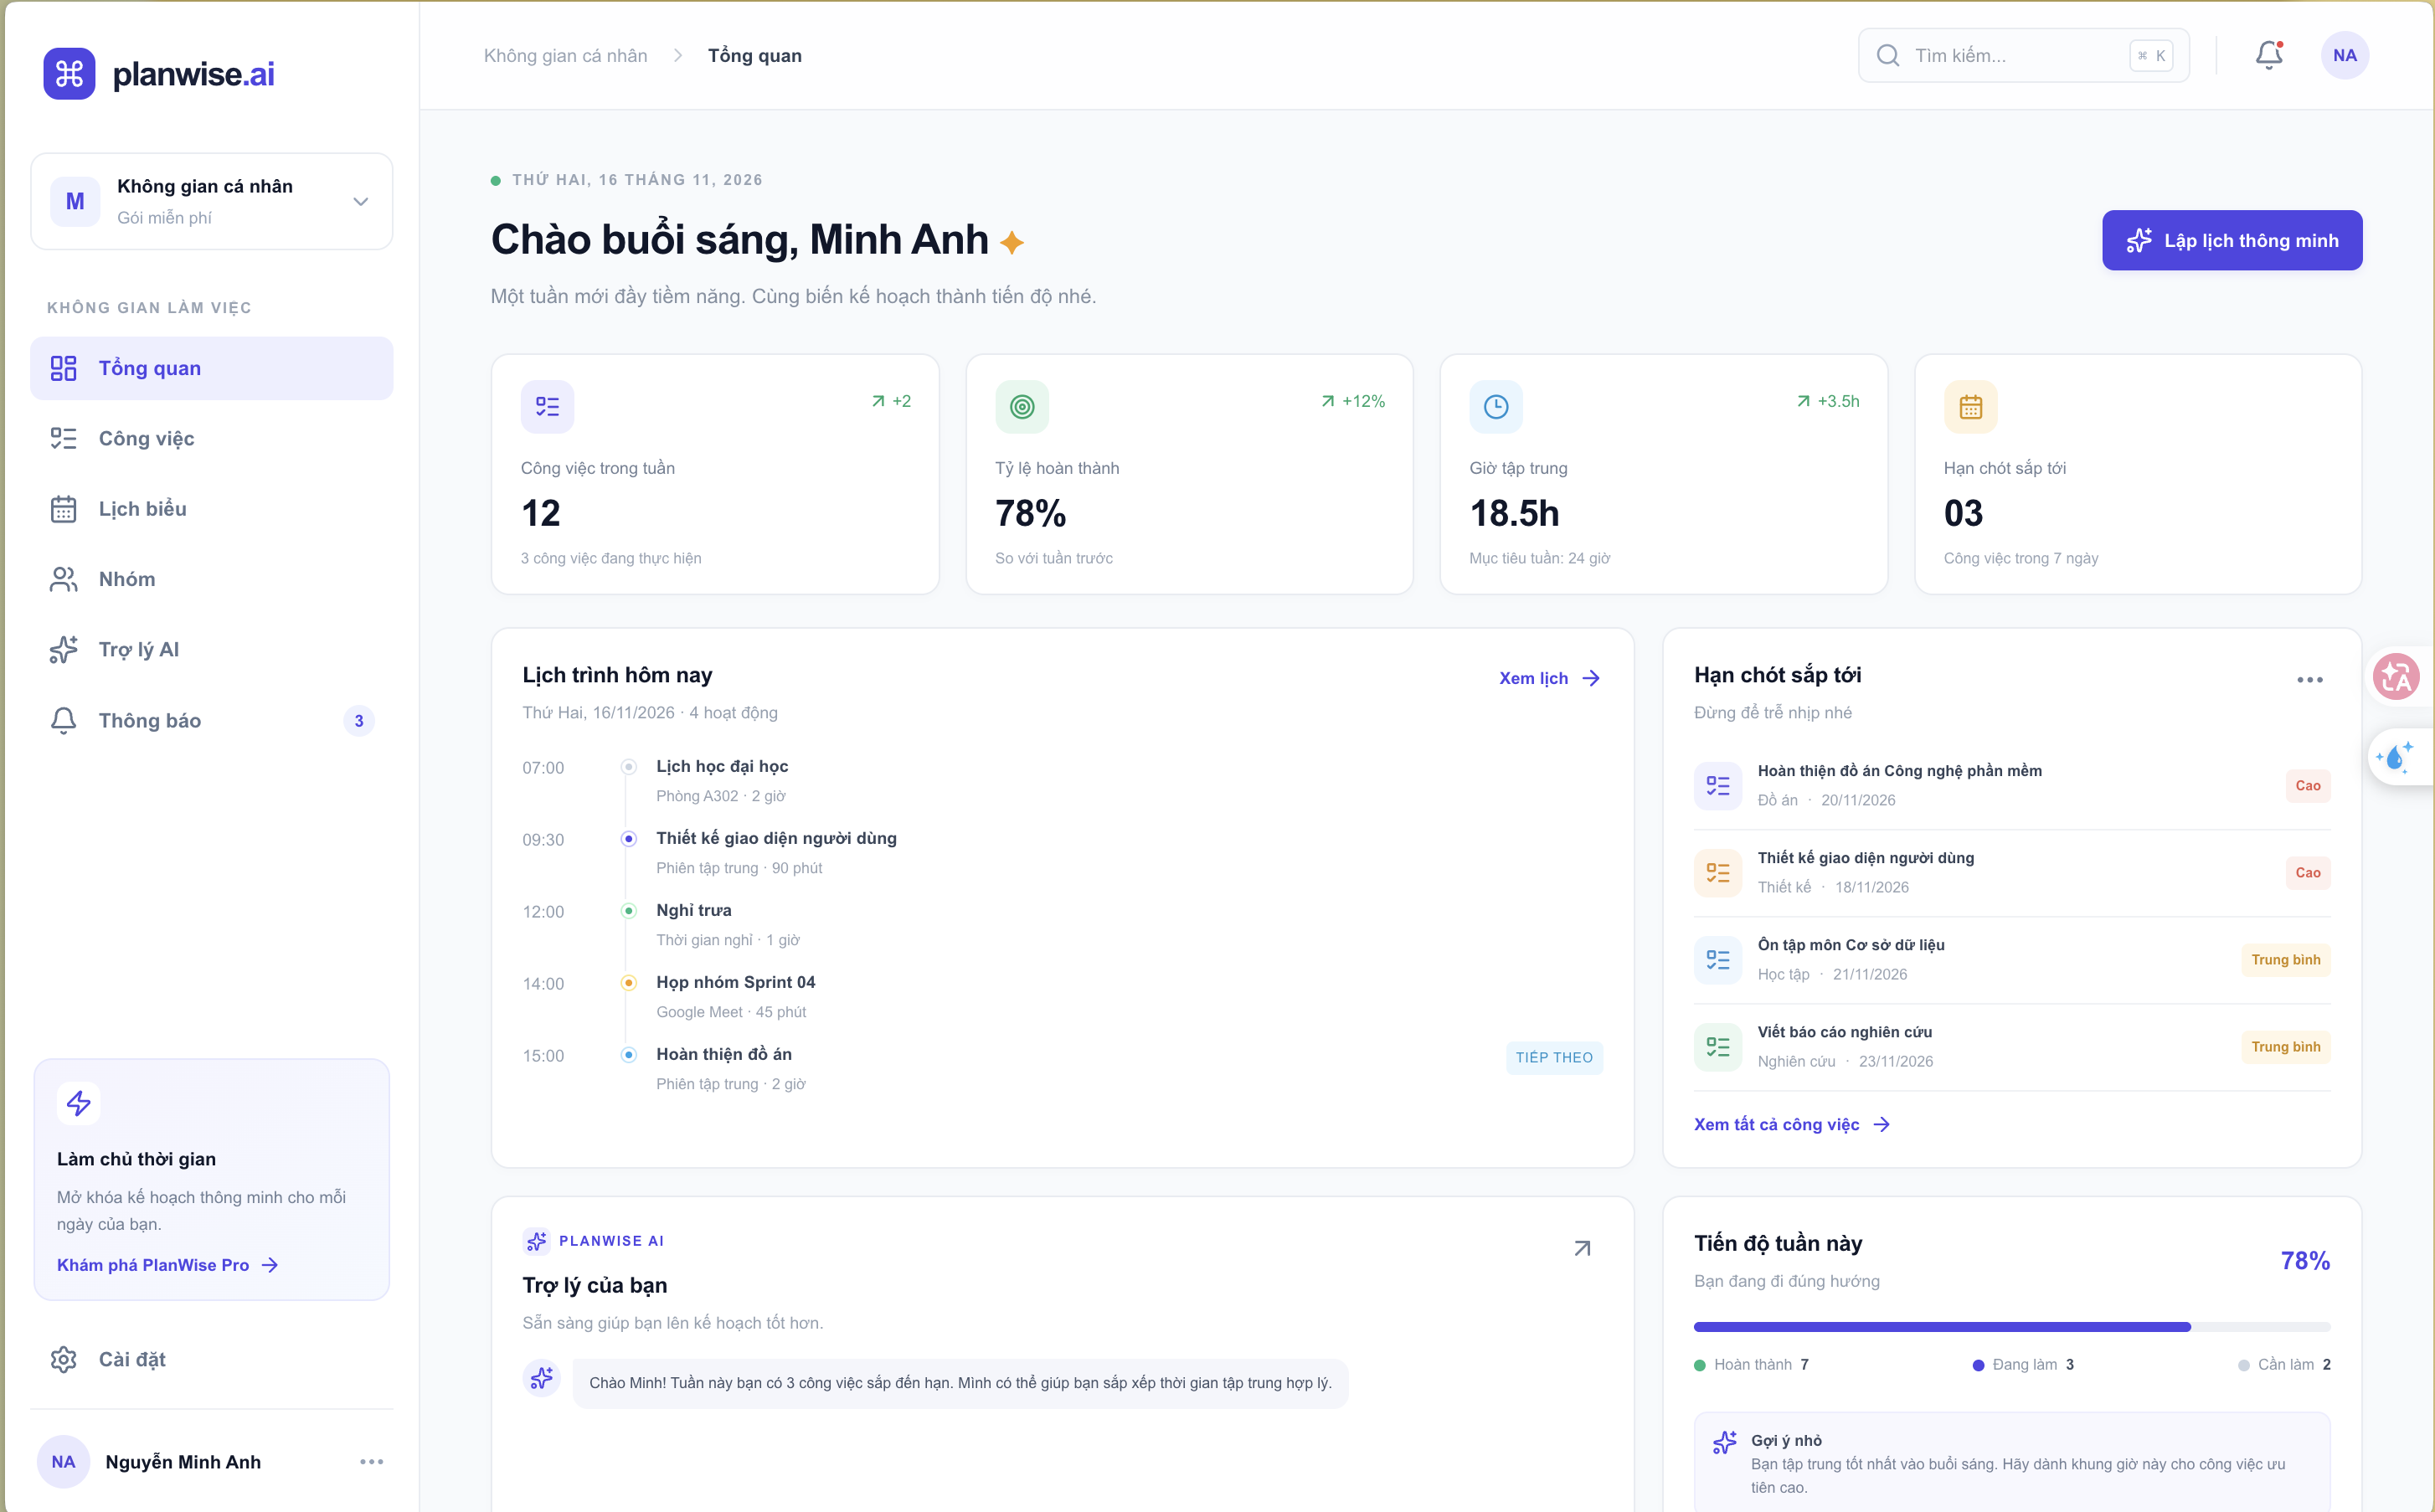 planwise.ai
M
Không gian cá nhân
Gói miễn phí
KHÔNG GIAN LÀM VIỆC
Tổng quan
Công việc
Lịch biểu
Nhóm
Trợ lý AI
Thông báo 3
Làm chủ thời gian
Mở khóa kế hoạch thông minh cho mỗi
ngày của bạn.
Khám phá PlanWise Pro
Cài đặt
NA Nguyễn Minh Anh
Không gian cá nhân Tổng quan
Tìm kiếm... ⌘ K
NA
THỨ HAI, 16 THÁNG 11, 2026
Chào buổi sáng, Minh Anh
Một tuần mới đầy tiềm năng. Cùng biến kế hoạch thành tiến độ nhé.
Lập lịch thông minh
+2
Công việc trong tuần
12
3 công việc đang thực hiện
+12%
Tỷ lệ hoàn thành
78%
So với tuần trước
+3.5h
Giờ tập trung
18.5h
Mục tiêu tuần: 24 giờ
Hạn chót sắp tới
03
Công việc trong 7 ngày
Lịch trình hôm nay
Xem lịch
Thứ Hai, 16/11/2026 · 4 hoạt động
07:00 Lịch học đại học
Phòng A302 · 2 giờ
09:30 Thiết kế giao diện người dùng
Phiên tập trung · 90 phút
12:00 Nghỉ trưa
Thời gian nghỉ · 1 giờ
14:00 Họp nhóm Sprint 04
Google Meet · 45 phút
15:00 Hoàn thiện đồ án
Phiên tập trung · 2 giờ
TIẾP THEO
Hạn chót sắp tới
Đừng để trễ nhịp nhé
Hoàn thiện đồ án Công nghệ phần mềm
Đồ án · 20/11/2026
Cao
Thiết kế giao diện người dùng
Thiết kế · 18/11/2026
Cao
Ôn tập môn Cơ sở dữ liệu
Học tập · 21/11/2026
Trung bình
Viết báo cáo nghiên cứu
Nghiên cứu · 23/11/2026
Trung bình
Xem tất cả công việc
PLANWISE AI
Trợ lý của bạn
Sẵn sàng giúp bạn lên kế hoạch tốt hơn.
Chào Minh! Tuần này bạn có 3 công việc sắp đến hạn. Mình có thể giúp bạn sắp xếp thời gian tập trung hợp lý.
Tiến độ tuần này
78%
Bạn đang đi đúng hướng
Hoàn thành 7 Đang làm 3 Cần làm 2
Gợi ý nhỏ
Bạn tập trung tốt nhất vào buổi sáng. Hãy dành khung giờ này cho công việc ưu
tiên cao.